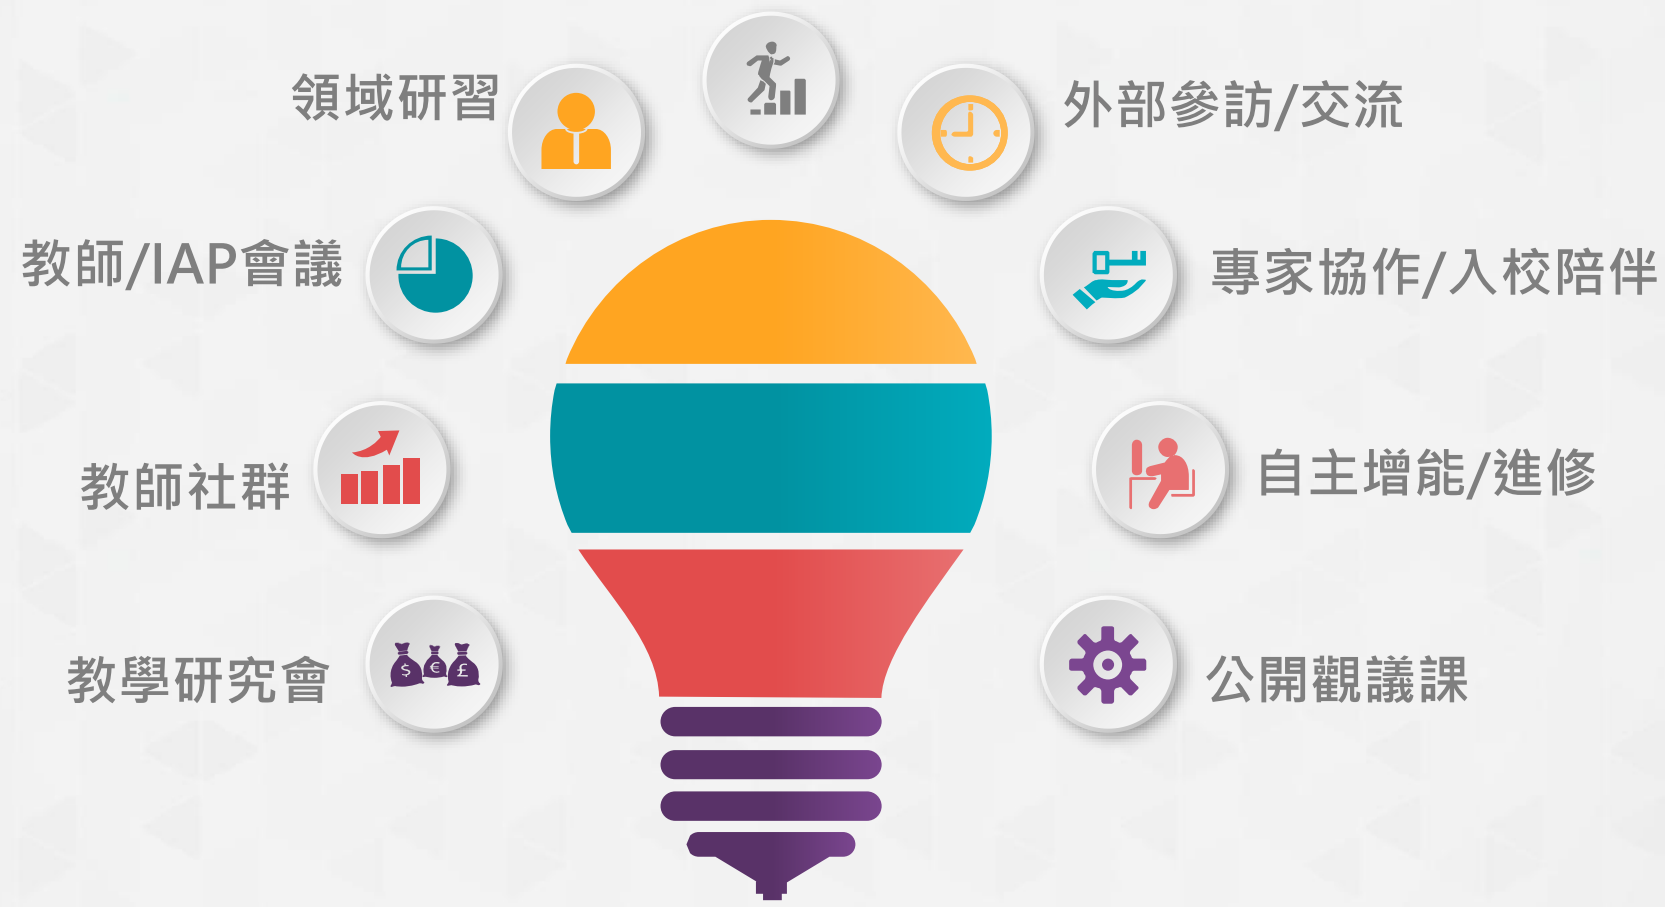 領域研習
外部參訪/交流
教師/IAP會議
專家協作/入校陪伴
教師社群
自主增能/進修
教學研究會
公開觀議課